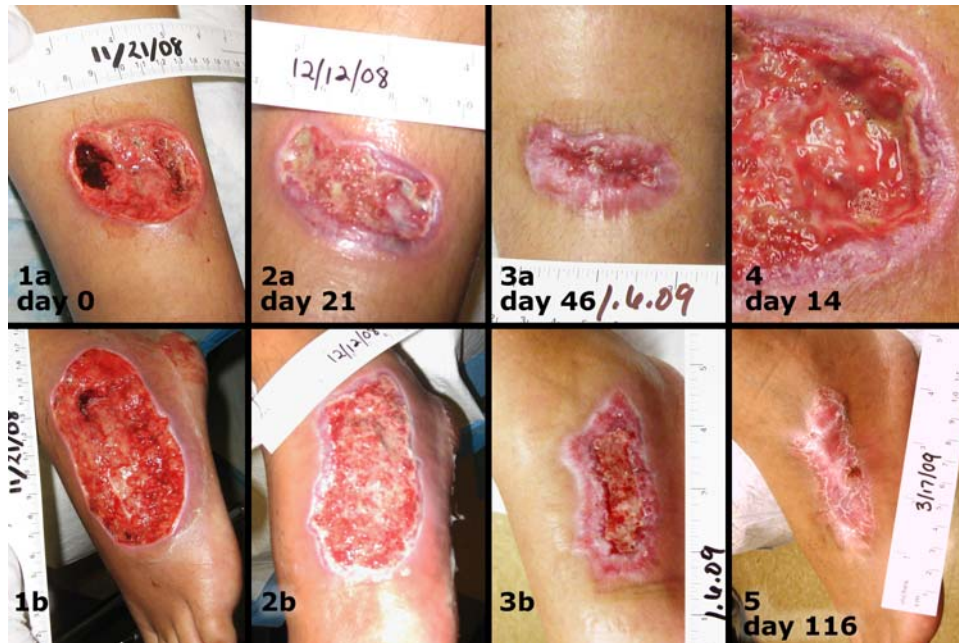 11/21/08
1a
day 0
12/12/08
2a
day 21
3a
day 46
1.6.09
4
day 14
11/21/08
1b
12/12/08
2b
3b
1.6.09
3/17/09
5
day 116